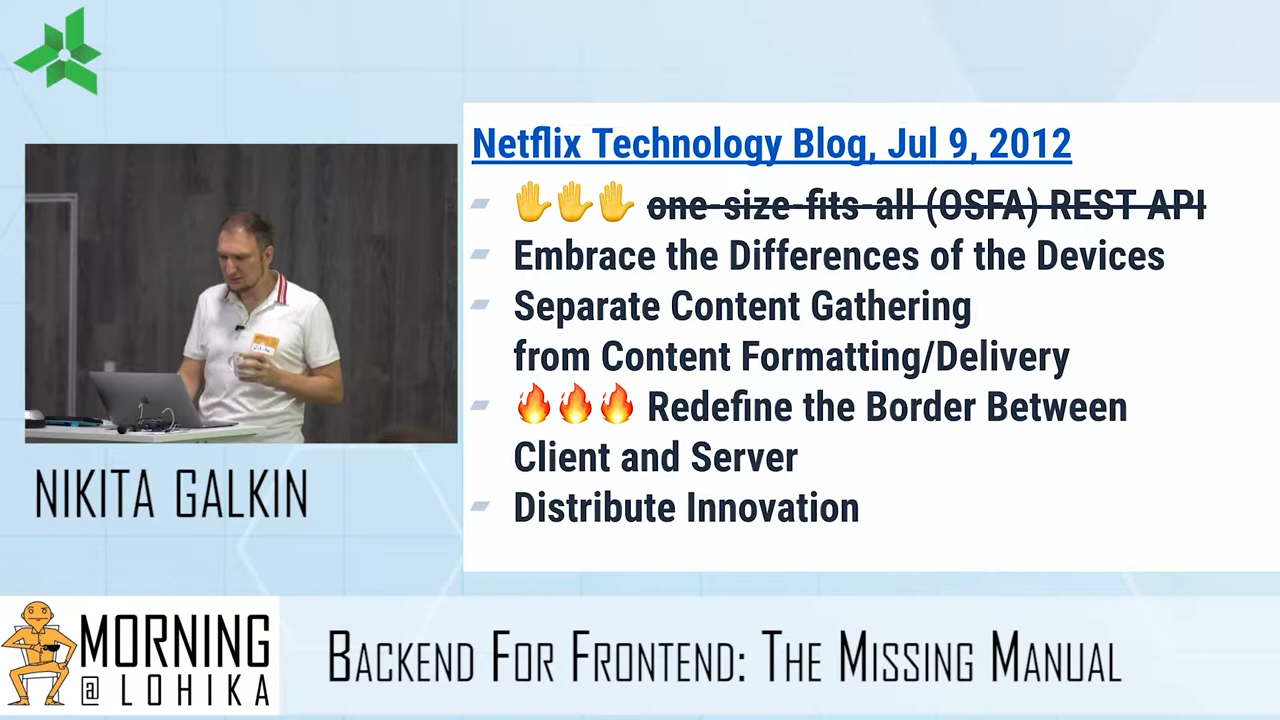 Netflix Technology Blog, Jul 9, 2012
✋✋✋ one-size-fits-all (OSFA) REST API
Embrace the Differences of the Devices
Separate Content Gathering
from Content Formatting/Delivery
🔥🔥🔥 Redefine the Border Between
Client and Server
Distribute Innovation
NIKITA GALKIN
MORNING
@ LOHIKA
BACKEND FOR FRONTEND: THE MISSING MANUAL